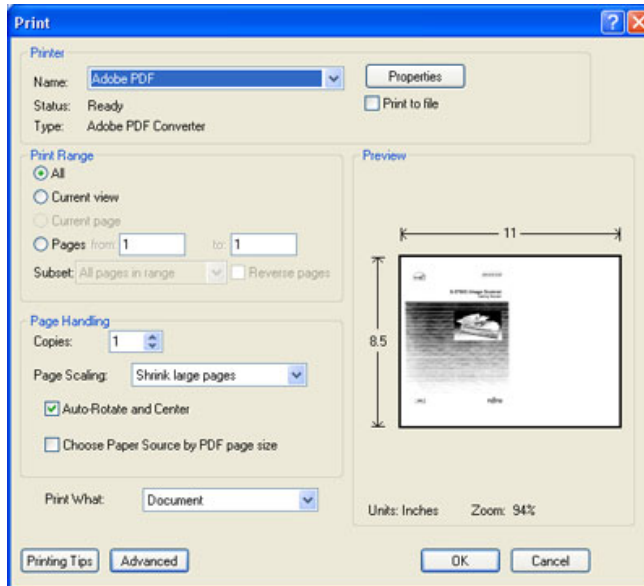 Print
Printer
Name: Adobe PDF
Properties
Status: Ready
Print to file
Type: Adobe PDF Converter
Print Range
All
Current view
Current page
Pages from: 1 to: 1
Subset: All pages in range
Reverse pages
Page Handling
Copies: 1
Page Scaling: Shrink large pages
Auto-Rotate and Center
Choose Paper Source by PDF page size
Print What: Document
Preview
11
8.5
Units: Inches Zoom: 94%
Printing Tips
Advanced
OK
Cancel